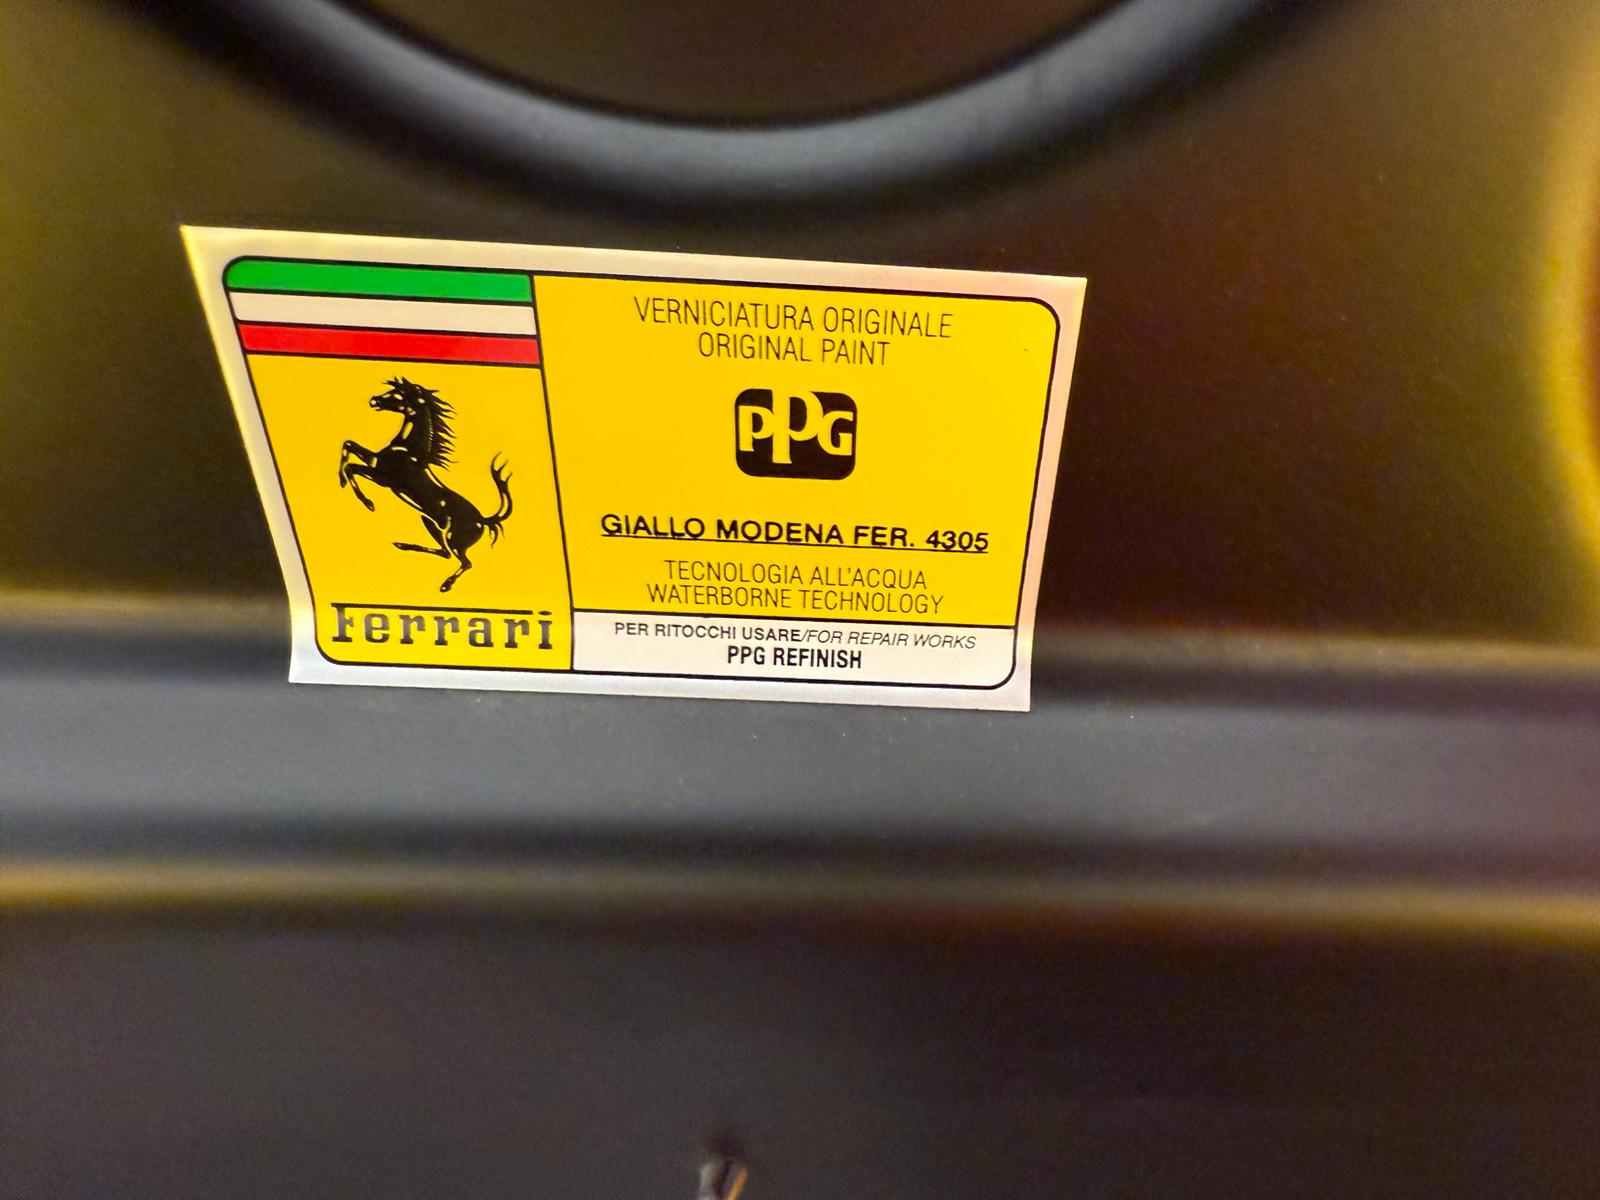 Ferrari
VERNICIATURA ORIGINALE
ORIGINAL PAINT
PPG
GIALLO MODENA FER. 4305
TECNOLOGIA ALL'ACQUA
WATERBORNE TECHNOLOGY
PER RITOCCHI USARE/FOR REPAIR WORKS
PPG REFINISH